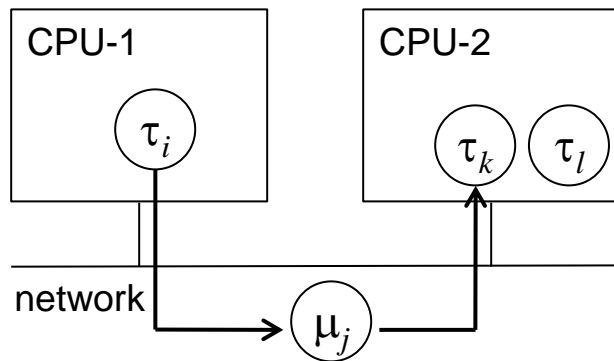 CPU-1
CPU-2
τi
τk
τl
network
μj